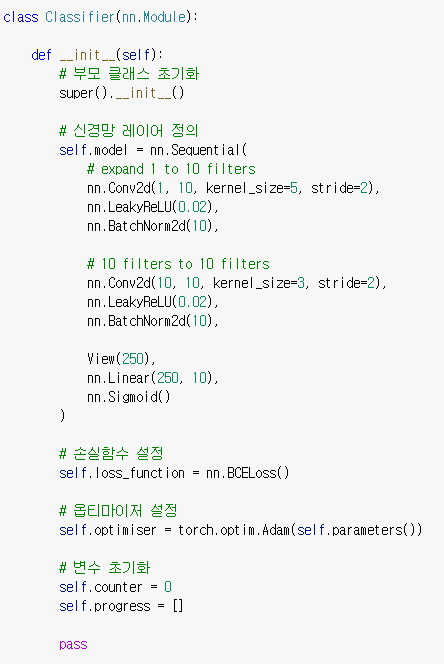 class Classifier(nn.Module):
    def __init__(self):
        # 부모 클래스 초기화
        super().__init__()
        # 신경망 레이어 정의
        self.model = nn.Sequential(
            # expand 1 to 10 filters
            nn.Conv2d(1, 10, kernel_size=5, stride=2),
            nn.LeakyReLU(0.02),
            nn.BatchNorm2d(10),
            # 10 filters to 10 filters
            nn.Conv2d(10, 10, kernel_size=3, stride=2),
            nn.LeakyReLU(0.02),
            nn.BatchNorm2d(10),
            View(250),
            nn.Linear(250, 10),
            nn.Sigmoid()
        )
        # 손실함수 설정
        self.loss_function = nn.BCELoss()
        # 옵티마이저 설정
        self.optimiser = torch.optim.Adam(self.parameters())
        # 변수 초기화
        self.counter = 0
        self.progress = []
        pass